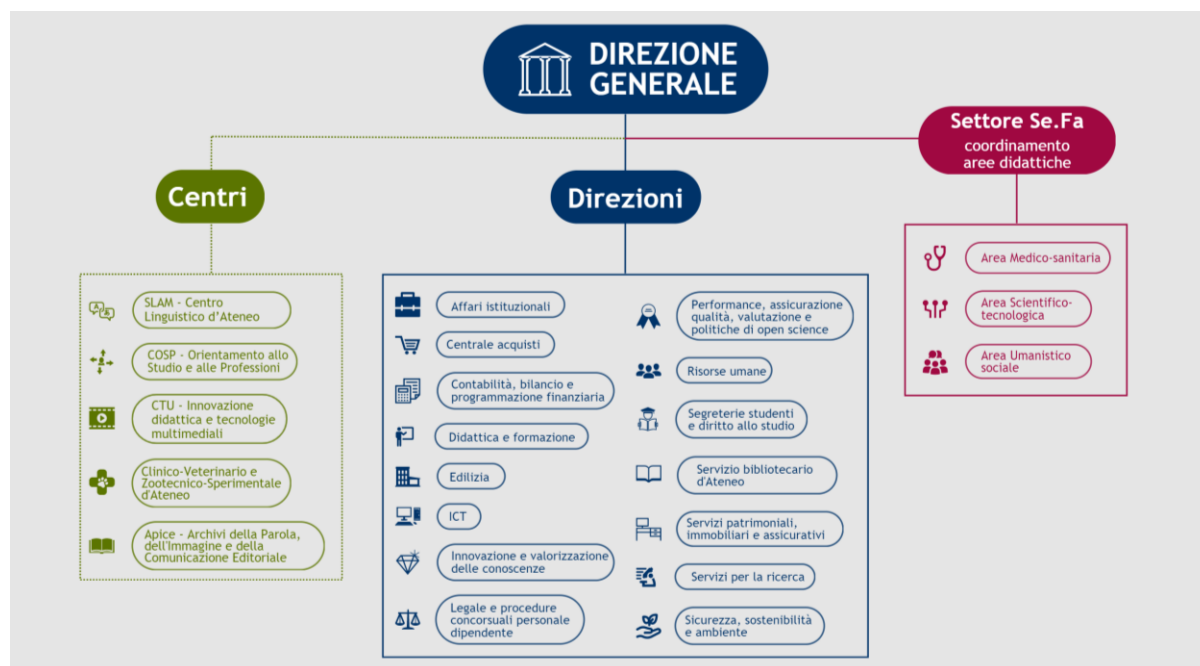 DIREZIONE
GENERALE
Settore Se.Fa
coordinamento
aree didattiche
Centri
Direzioni
SLAM - Centro
Linguistico d'Ateneo
COSP - Orientamento allo
Studio e alle Professioni
CTU - Innovazione
didattica e tecnologie
multimediali
Clinico-Veterinario e
Zootecnico-Sperimentale
d'Ateneo
Apice - Archivi della Parola,
dell'Immagine e della
Comunicazione Editoriale
Affari istituzionali
Centrale acquisti
Contabilità, bilancio e
programmazione finanziaria
Didattica e formazione
Edilizia
ICT
Innovazione e valorizzazione
delle conoscenze
Legale e procedure
concorsuali personale
dipendente
Performance, assicurazione
qualità, valutazione e
politiche di open science
Risorse umane
Segreterie studenti
e diritto allo studio
Servizio bibliotecario
d'Ateneo
Servizi patrimoniali,
immobiliari e assicurativi
Servizi per la ricerca
Sicurezza, sostenibilità
e ambiente
Area Medico-sanitaria
Area Scientifico-
tecnologica
Area Umanistico
sociale